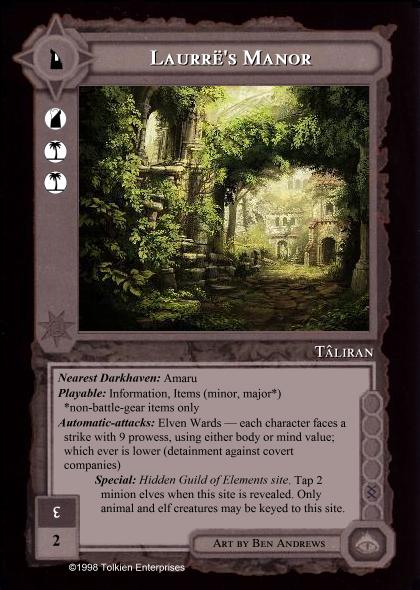 Laurrë's Manor
Tâliran
Nearest Darkhaven: Amaru
Playable: Information, Items (minor, major*)
*non-battle-gear items only
Automatic-attacks: Elven Wards — each character faces a
strike with 9 prowess, using either body or mind value;
which ever is lower (detainment against covert
companies)
Special: Hidden Guild of Elements site. Tap 2
minion elves when this site is revealed. Only
animal and elf creatures may be keyed to this site.
ε
2
Art by Ben Andrews
©1998 Tolkien Enterprises